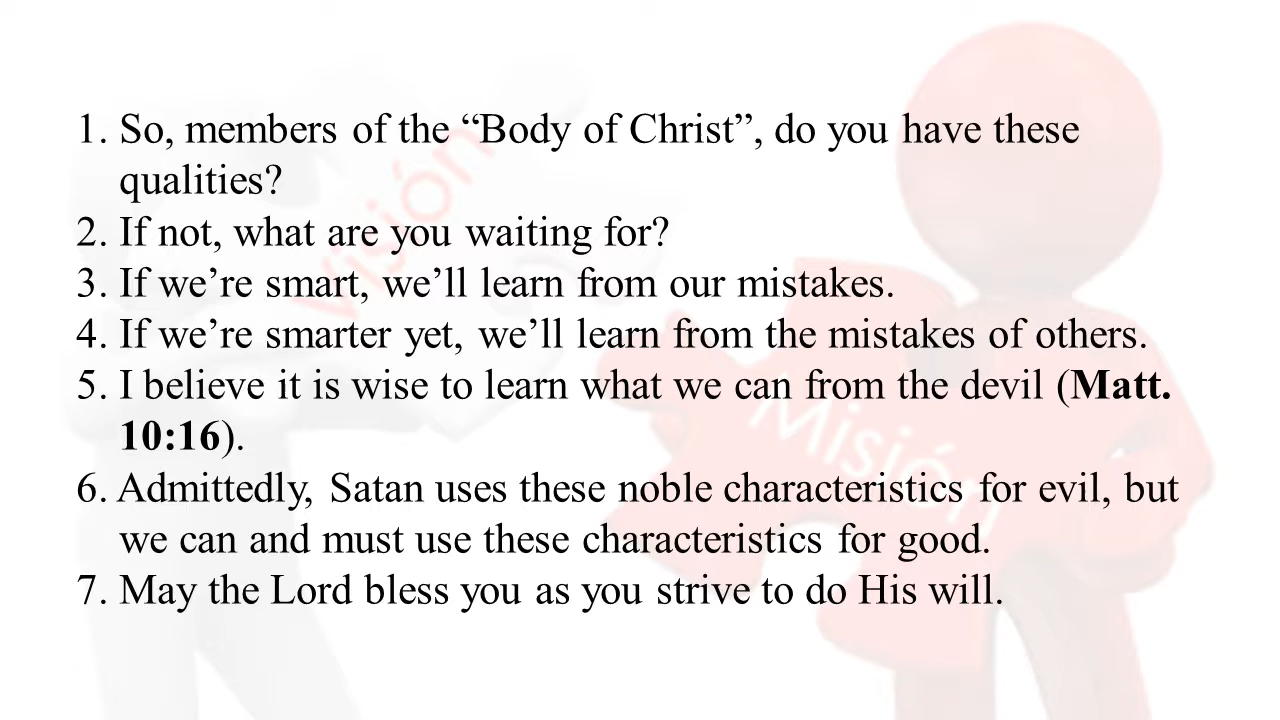 1. So, members of the “Body of Christ”, do you have these
qualities?
2. If not, what are you waiting for?
3. If we’re smart, we’ll learn from our mistakes.
4. If we’re smarter yet, we’ll learn from the mistakes of others.
5. I believe it is wise to learn what we can from the devil (Matt.
10:16).
6. Admittedly, Satan uses these noble characteristics for evil, but
we can and must use these characteristics for good.
7. May the Lord bless you as you strive to do His will.
Visión
Misión